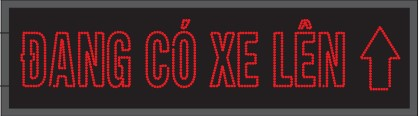 ĐANG CÓ XE LÊN ↑